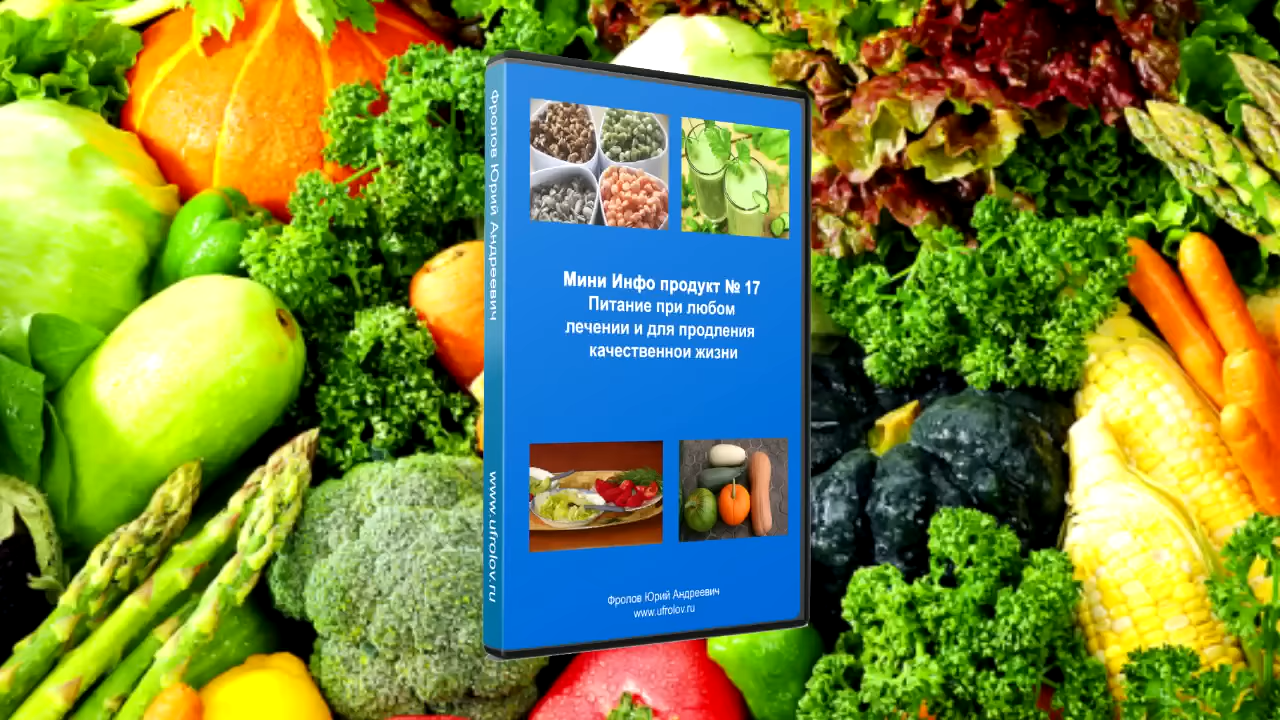 Фролов Юрий Андреевич
www.ufrolov.ru
Мини Инфо продукт № 17
Питание при любом
лечении и для продления
качественной жизни
Фролов Юрий Андреевич
www.ufrolov.ru